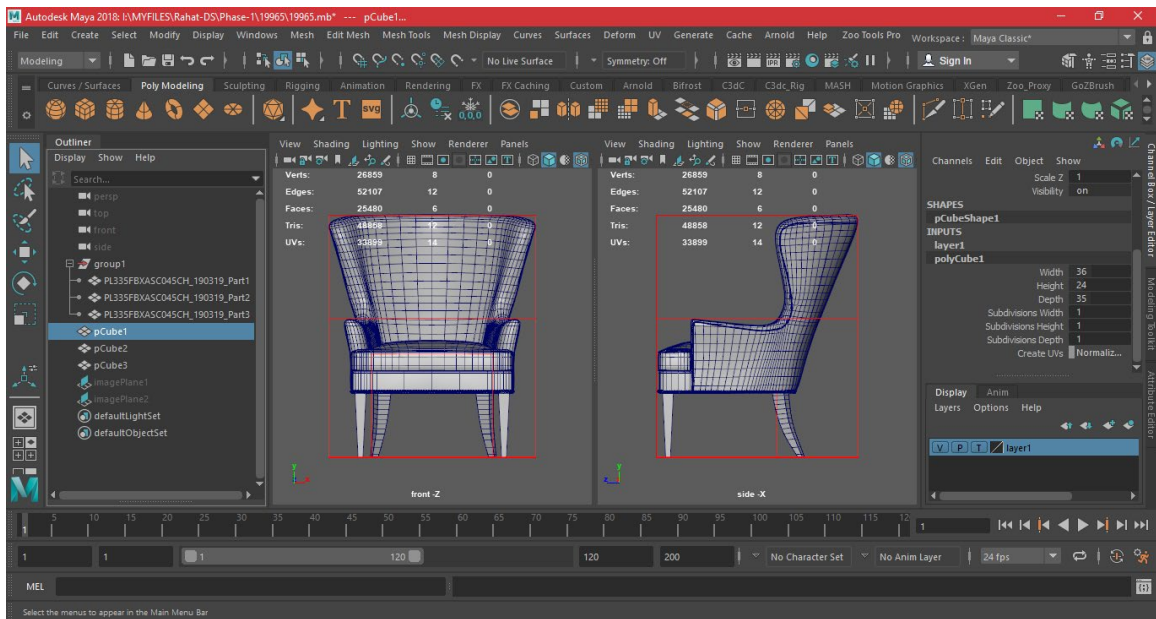 Autodesk Maya 2018: I:\MYFILES\Rahat-DS\Phase-1\19965\19965.mb* --- pCube1...
File Edit Create Select Modify Display Windows Mesh Edit Mesh Mesh Tools Mesh Display Curves Surfaces Deform UV Generate Cache Arnold Help Zoo Tools Pro Workspace: Maya Classic*
Modeling No Live Surface Symmetry: Off Sign In
Curves / Surfaces Poly Modeling Sculpting Rigging Animation Rendering FX FX Caching Custom Arnold Bifrost C3dC C3dc_Rig MASH Motion Graphics XGen Zoo_Proxy GoZBrush
T svg 0,0,0
Outliner
Display Show Help
Search...
persp
top
front
side
group1
PL335FBXASC045CH_190319_Part1
PL335FBXASC045CH_190319_Part2
PL335FBXASC045CH_190319_Part3
pCube1
pCube2
pCube3
imagePlane1
imagePlane2
defaultLightSet
defaultObjectSet
View Shading Lighting Show Renderer Panels
Verts: 26859 8 0
Edges: 52107 12 0
Faces: 25480 6 0
Tris: 48858 12 0
UVs: 33899 14 0
y
x
front -Z
View Shading Lighting Show Renderer Panels
Verts: 26859 8 0
Edges: 52107 12 0
Faces: 25480 6 0
Tris: 48858 12 0
UVs: 33899 14 0
y
z
side -X
Channels Edit Object Show
Scale Z 1
Visibility on
SHAPES
pCubeShape1
INPUTS
layer1
polyCube1
Width 36
Height 24
Depth 35
Subdivisions Width 1
Subdivisions Height 1
Subdivisions Depth 1
Create UVs Normaliz...
Display Anim
Layers Options Help
V P T layer1
Channel Box / Layer Editor
Modeling Toolkit
Attribute Editor
1 5 10 15 20 25 30 35 40 45 50 55 60 65 70 75 80 85 90 95 100 105 110 115 12 1
1 1 1 120 120 200 No Character Set No Anim Layer 24 fps
MEL
Select the menus to appear in the Main Menu Bar